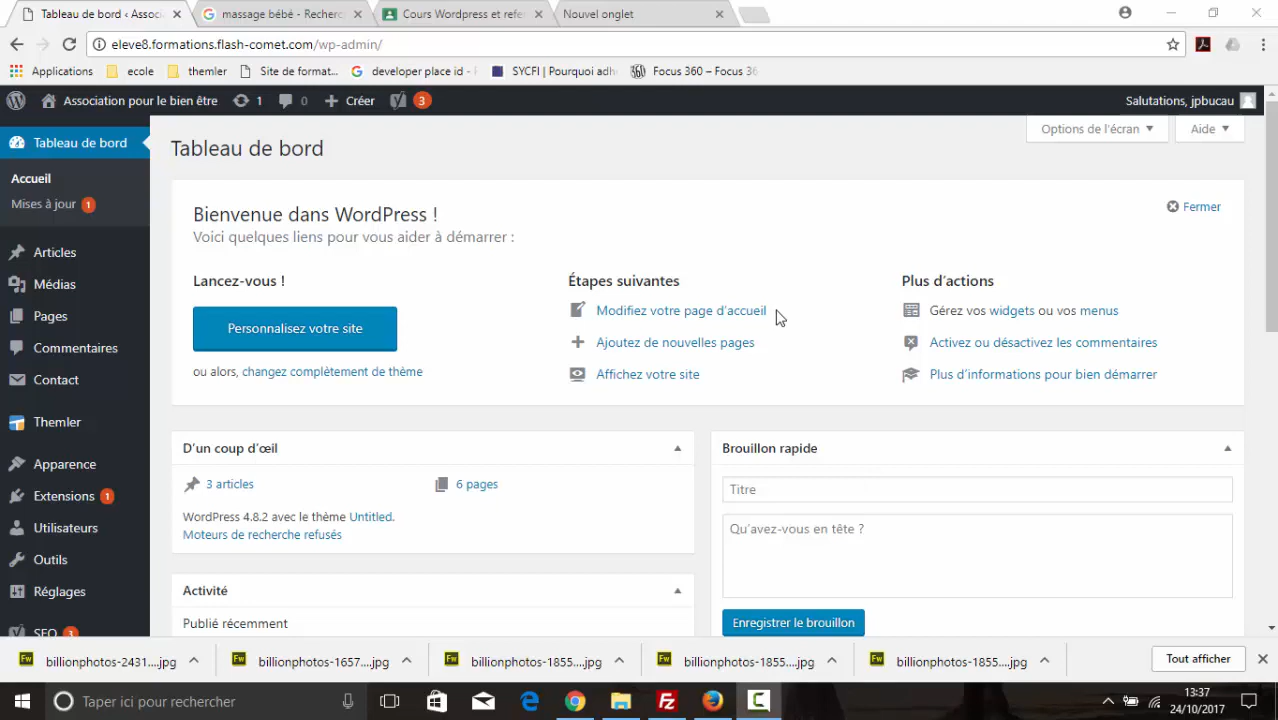 Tableau de bord ‹ Associ
massage bébé - Recherc
Cours Wordpress et refe
Nouvel onglet
eleve8.formations.flash-comet.com/wp-admin/
Applications
ecole
themler
Site de format...
developer place id -
SYCFI | Pourquoi adh
Focus 360 – Focus 36
Association pour le bien être
1
0
Créer
3
Salutations, jpbucau
Tableau de bord
Accueil
Mises à jour 1
Articles
Médias
Pages
Commentaires
Contact
Themler
Apparence
Extensions 1
Utilisateurs
Outils
Réglages
SEO 3
Tableau de bord
Options de l'écran
Aide
Bienvenue dans WordPress !
Voici quelques liens pour vous aider à démarrer :
Fermer
Lancez-vous !
Personnalisez votre site
ou alors, changez complètement de thème
Étapes suivantes
Modifiez votre page d'accueil
Ajoutez de nouvelles pages
Affichez votre site
Plus d'actions
Gérez vos widgets ou vos menus
Activez ou désactivez les commentaires
Plus d'informations pour bien démarrer
D'un coup d'œil
3 articles
6 pages
WordPress 4.8.2 avec le thème Untitled.
Moteurs de recherche refusés
Activité
Publié récemment
Brouillon rapide
Titre
Qu'avez-vous en tête ?
Enregistrer le brouillon
Fw billionphotos-2431....jpg
Fw billionphotos-1657....jpg
Fw billionphotos-1855....jpg
Fw billionphotos-1855....jpg
Fw billionphotos-1855....jpg
Tout afficher
Taper ici pour rechercher
13:37
24/10/2017